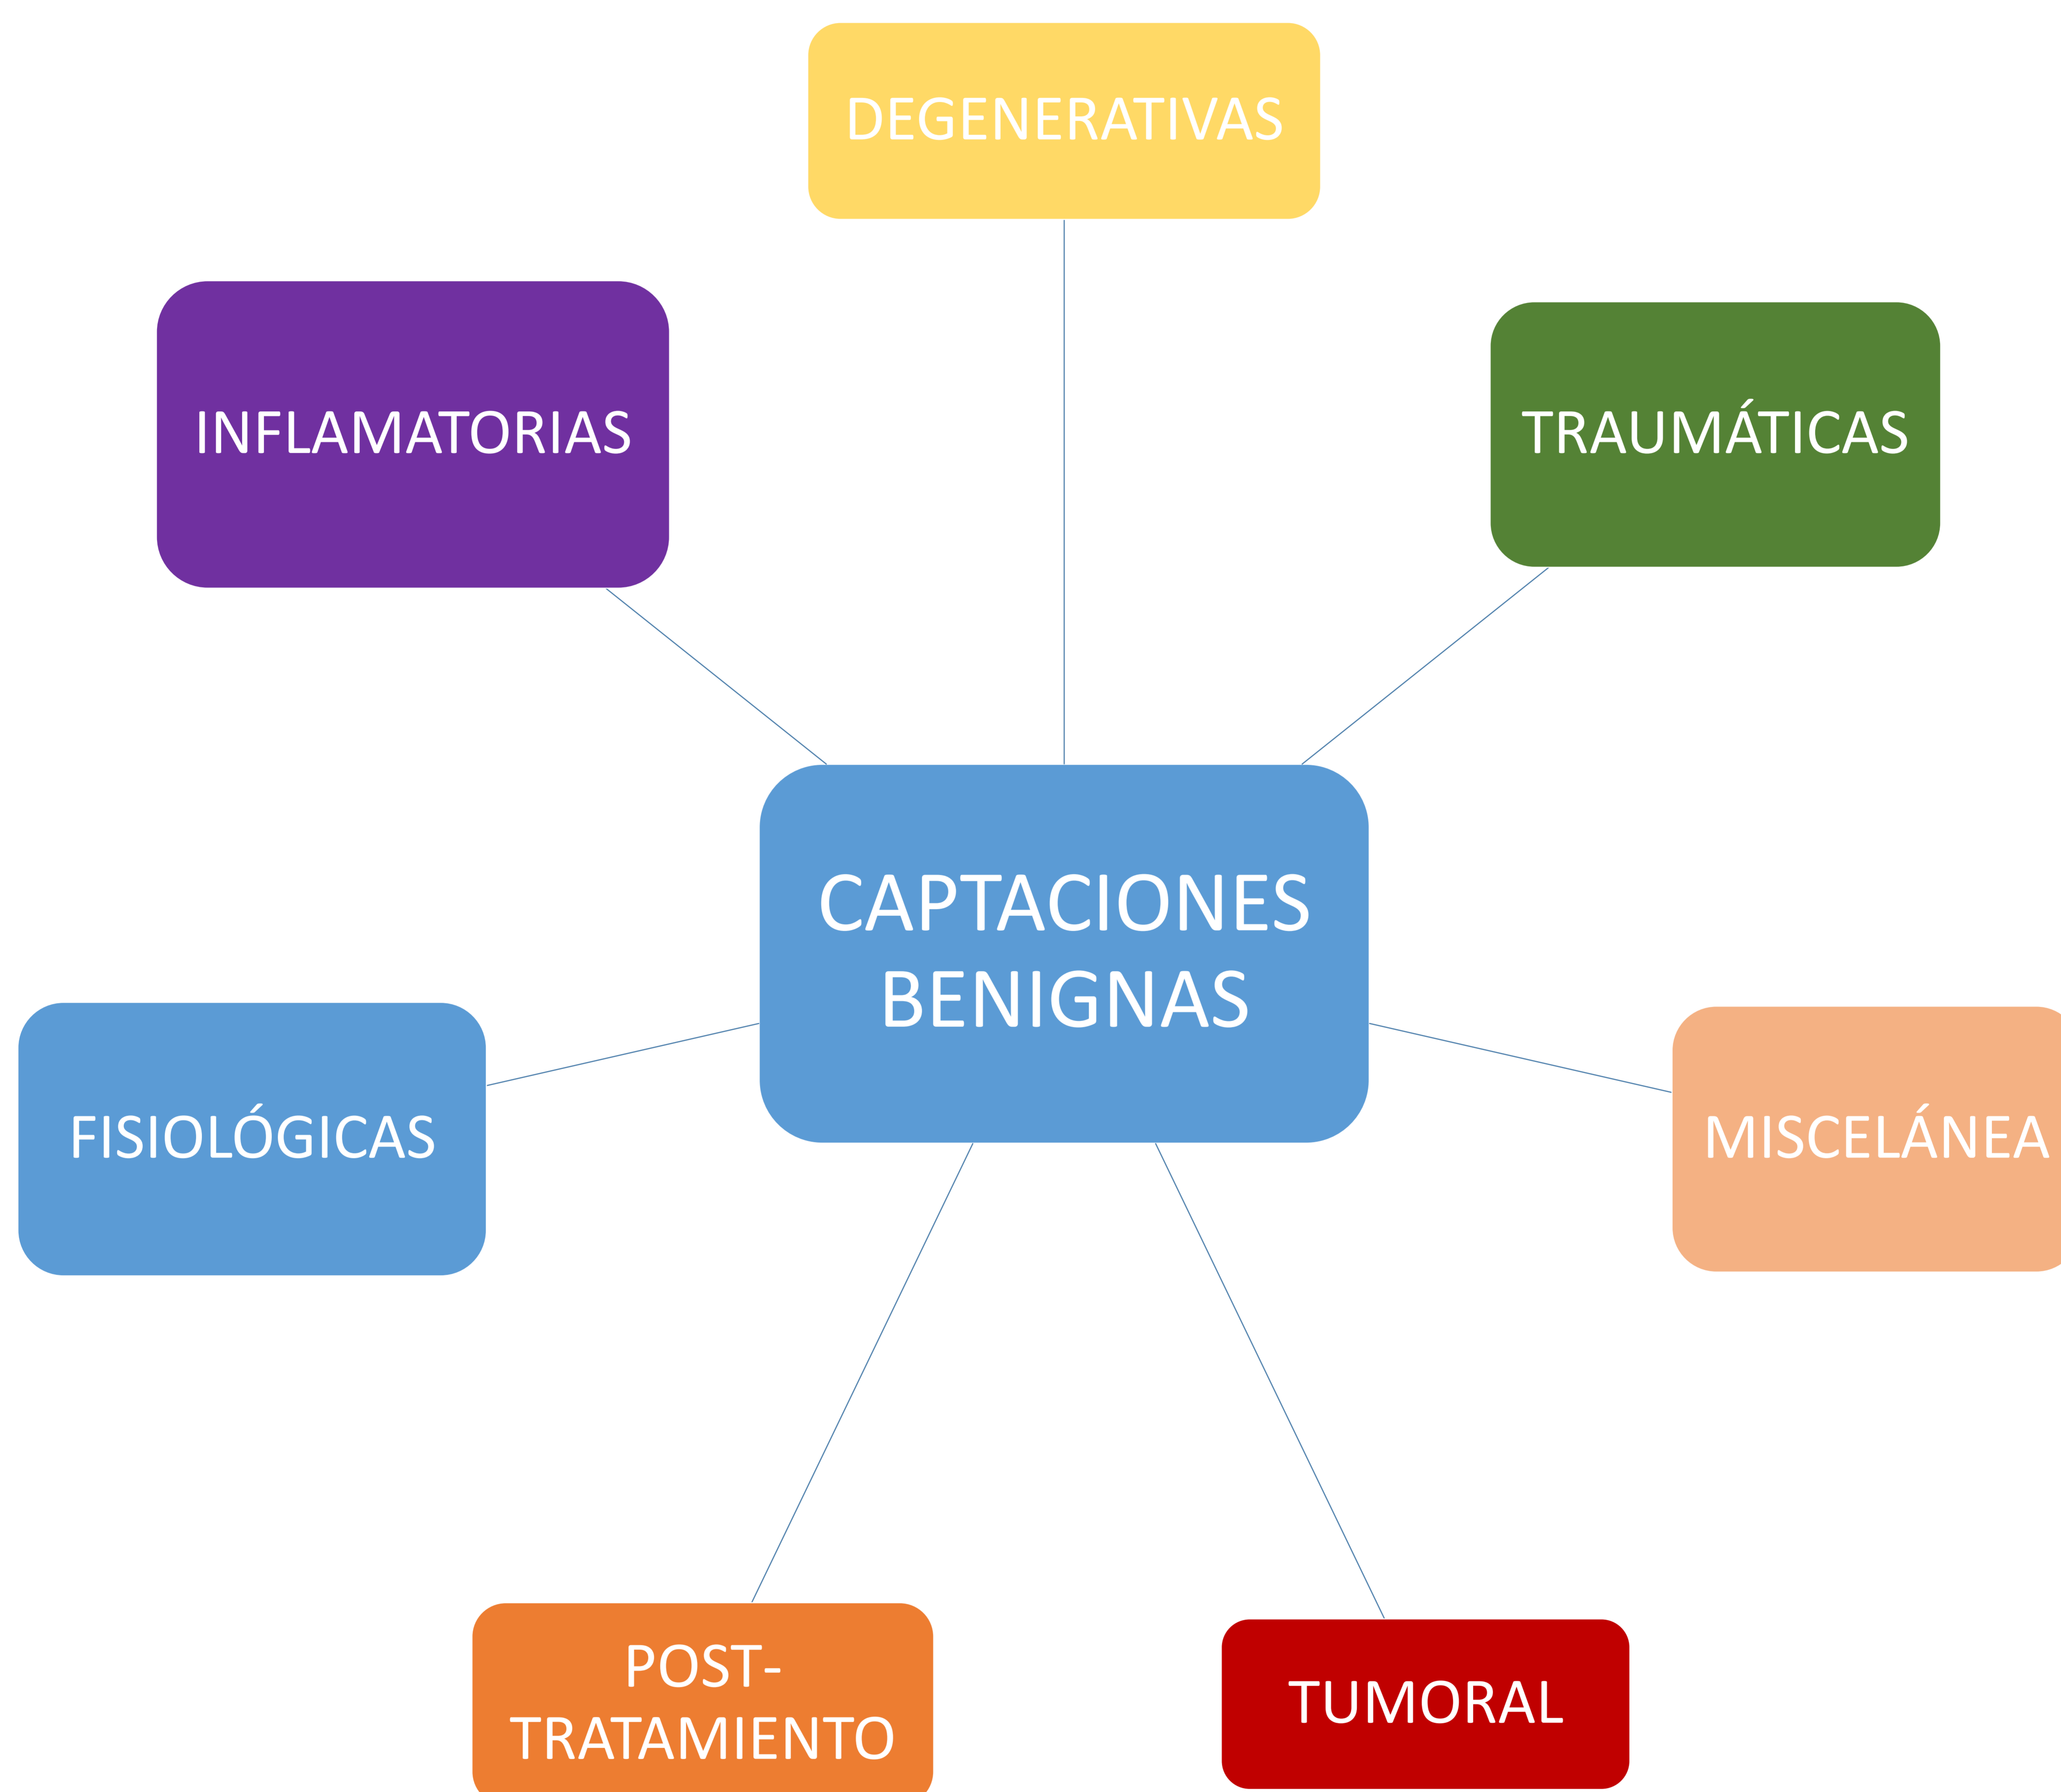 DEGENERATIVAS
INFLAMATORIAS
TRAUMÁTICAS
CAPTACIONES
BENIGNAS
FISIOLÓGICAS
MISCELÁNEA
POST-
TRATAMIENTO
TUMORAL